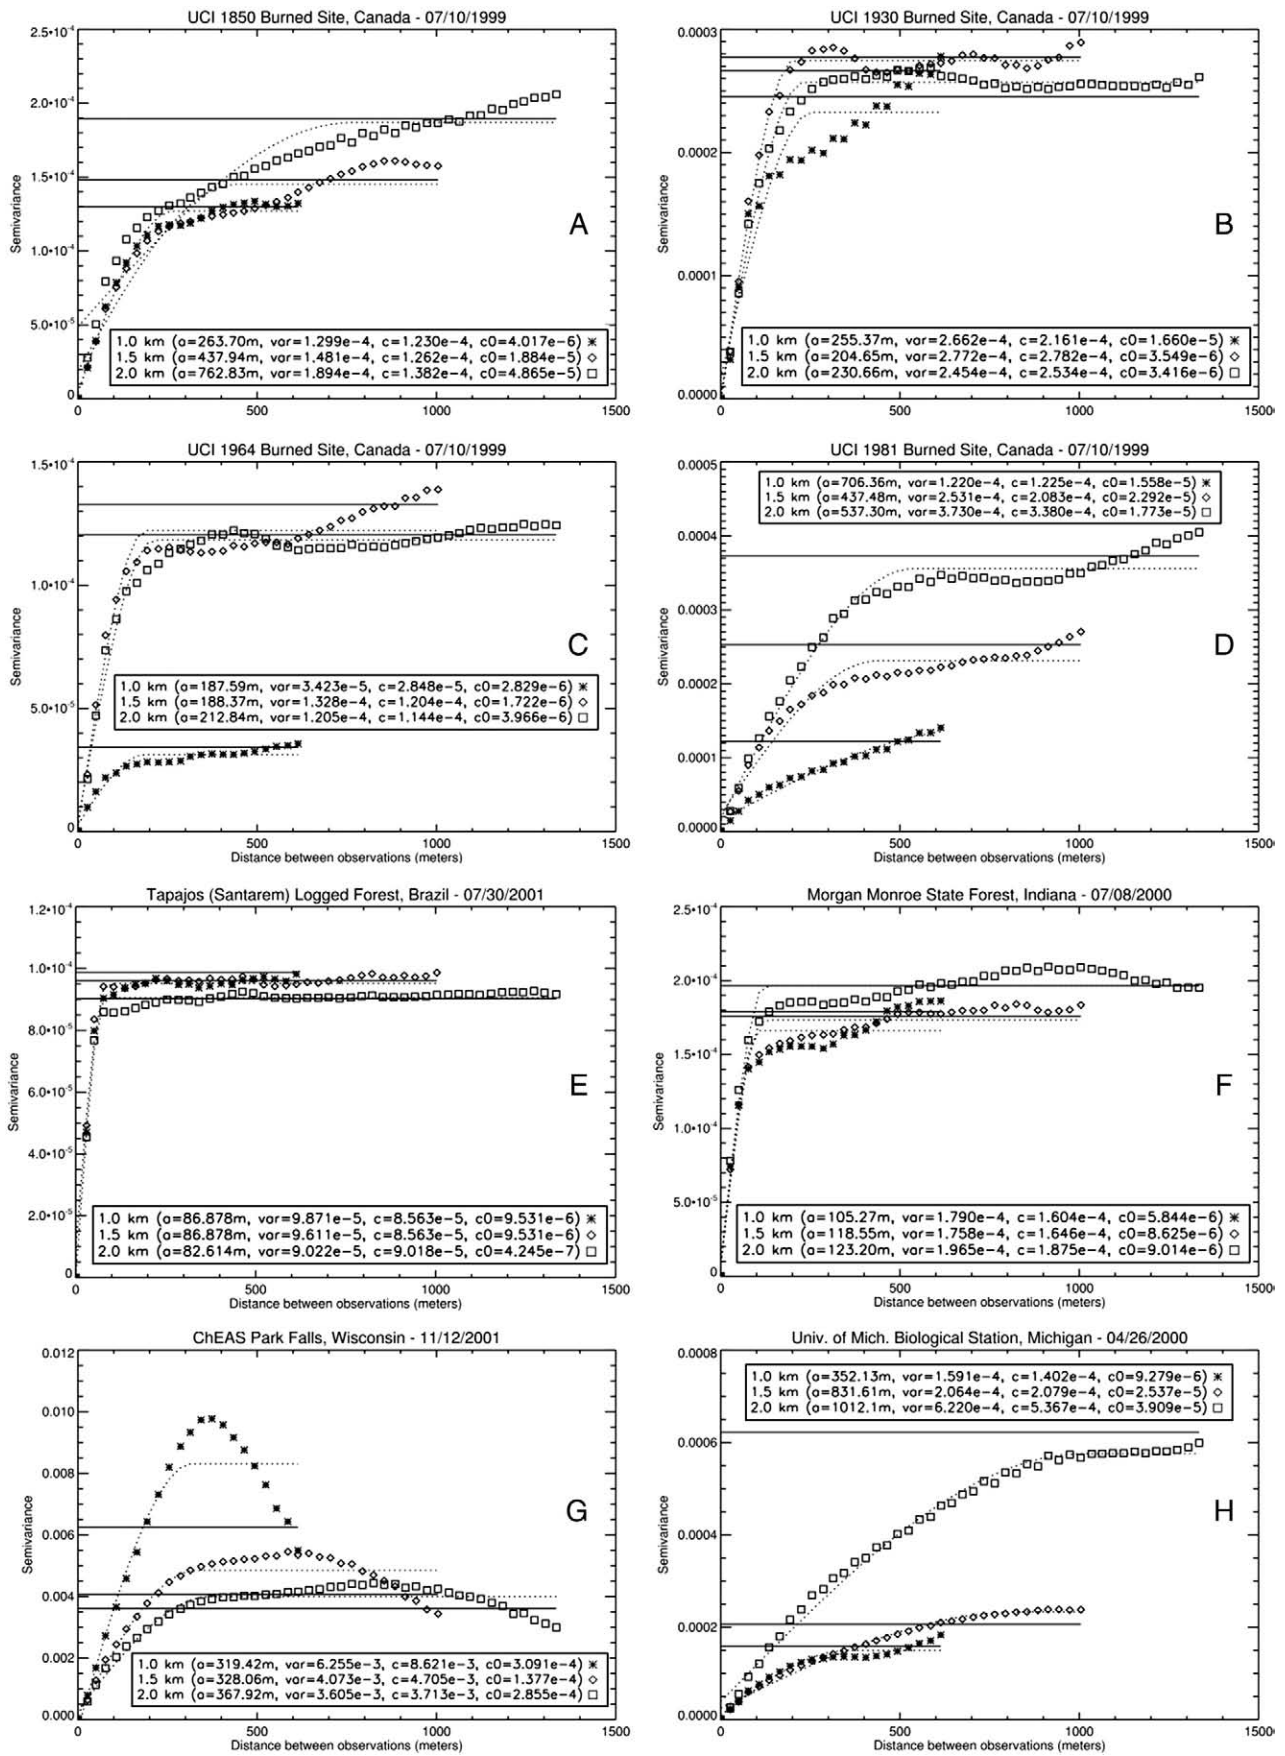 UCI 1850 Burned Site, Canada - 07/10/1999
2.5•10⁻⁴
2.0•10⁻⁴
1.5•10⁻⁴
1.0•10⁻⁴
5.0•10⁻⁵
0
Semivariance
A
1.0 km (a=263.70m, var=1.299e-4, c=1.230e-4, c0=4.017e-6)
1.5 km (a=437.94m, var=1.481e-4, c=1.262e-4, c0=1.884e-5)
2.0 km (a=762.83m, var=1.894e-4, c=1.382e-4, c0=4.865e-5)
0 500 1000 1500
UCI 1930 Burned Site, Canada - 07/10/1999
0.0003
0.0002
0.0001
0.0000
Semivariance
B
1.0 km (a=255.37m, var=2.662e-4, c=2.161e-4, c0=1.660e-5)
1.5 km (a=204.65m, var=2.772e-4, c=2.782e-4, c0=3.549e-6)
2.0 km (a=230.66m, var=2.454e-4, c=2.534e-4, c0=3.416e-6)
0 500 1000 1500
UCI 1964 Burned Site, Canada - 07/10/1999
1.5•10⁻⁴
1.0•10⁻⁴
5.0•10⁻⁵
0
Semivariance
C
1.0 km (a=187.59m, var=3.423e-5, c=2.848e-5, c0=2.829e-6)
1.5 km (a=188.37m, var=1.328e-4, c=1.204e-4, c0=1.722e-6)
2.0 km (a=212.84m, var=1.205e-4, c=1.144e-4, c0=3.966e-6)
0 500 1000 1500
Distance between observations (meters)
UCI 1981 Burned Site, Canada - 07/10/1999
0.0005
0.0004
0.0003
0.0002
0.0001
0.0000
Semivariance
1.0 km (a=706.36m, var=1.220e-4, c=1.225e-4, c0=1.558e-5)
1.5 km (a=437.48m, var=2.531e-4, c=2.083e-4, c0=2.292e-5)
2.0 km (a=537.30m, var=3.730e-4, c=3.380e-4, c0=1.773e-5)
D
0 500 1000 1500
Distance between observations (meters)
Tapajos (Santarem) Logged Forest, Brazil - 07/30/2001
1.2•10⁻⁴
1.0•10⁻⁴
8.0•10⁻⁵
6.0•10⁻⁵
4.0•10⁻⁵
2.0•10⁻⁵
0
Semivariance
E
1.0 km (a=86.878m, var=9.871e-5, c=8.563e-5, c0=9.531e-6)
1.5 km (a=86.878m, var=9.611e-5, c=8.563e-5, c0=9.531e-6)
2.0 km (a=82.614m, var=9.022e-5, c=9.018e-5, c0=4.245e-7)
0 500 1000 1500
Distance between observations (meters)
Morgan Monroe State Forest, Indiana - 07/08/2000
2.5•10⁻⁴
2.0•10⁻⁴
1.5•10⁻⁴
1.0•10⁻⁴
5.0•10⁻⁵
0
Semivariance
F
1.0 km (a=105.27m, var=1.790e-4, c=1.604e-4, c0=5.844e-6)
1.5 km (a=118.55m, var=1.758e-4, c=1.646e-4, c0=8.625e-6)
2.0 km (a=123.20m, var=1.965e-4, c=1.875e-4, c0=9.014e-6)
0 500 1000 1500
Distance between observations (meters)
ChEAS Park Falls, Wisconsin - 11/12/2001
0.012
0.010
0.008
0.006
0.004
0.002
0.000
Semivariance
G
1.0 km (a=319.42m, var=6.255e-3, c=8.621e-3, c0=3.091e-4)
1.5 km (a=328.06m, var=4.073e-3, c=4.705e-3, c0=1.377e-4)
2.0 km (a=367.92m, var=3.605e-3, c=3.713e-3, c0=2.855e-4)
0 500 1000 1500
Distance between observations (meters)
Univ. of Mich. Biological Station, Michigan - 04/26/2000
0.0008
0.0006
0.0004
0.0002
0.0000
Semivariance
1.0 km (a=352.13m, var=1.591e-4, c=1.402e-4, c0=9.279e-6)
1.5 km (a=831.61m, var=2.064e-4, c=2.079e-4, c0=2.537e-5)
2.0 km (a=1012.1m, var=6.220e-4, c=5.367e-4, c0=3.909e-5)
H
0 500 1000 1500
Distance between observations (meters)